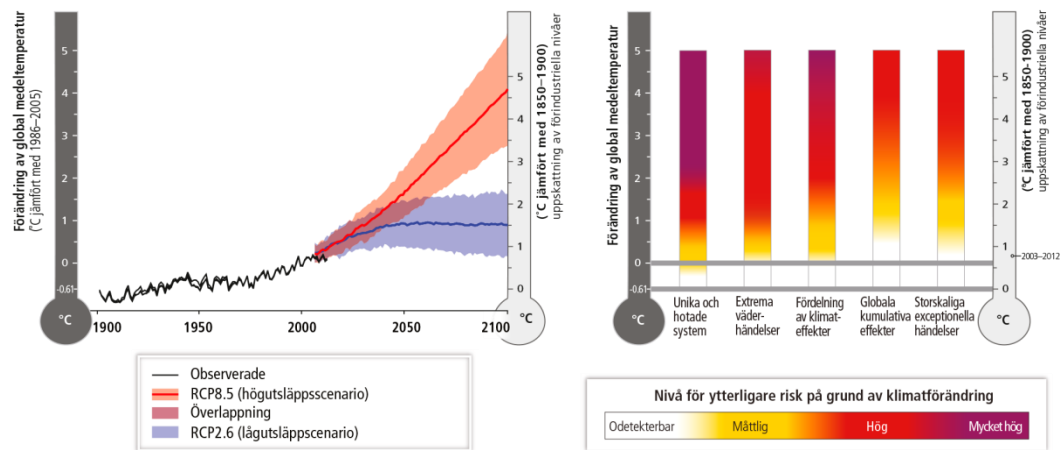 Förändring av global medeltemperatur
(°C jämfört med 1986–2005)
5
4
3
2
1
0
-0.61
°C
1900
1950
2000
2050
2100
5
4
3
2
1
0
°C
(°C jämfört med 1850–1900)
uppskattning av förindustriella nivåer
Observerade
RCP8.5 (högutsläppsscenario)
Överlappning
RCP2.6 (lågutsläppscenario)
Förändring av global medeltemperatur
5
4
3
2
1
0
-0.61
°C
Unika och
hotade
system
Extrema
väder-
händelser
Fördelning
av klimat-
effekter
Globala
kumulativa
effekter
Storskaliga
exceptionella
händelser
5
4
3
2
1
0
°C
2003–2012
(°C jämfört med 1850-1900)
uppskattning av förindustriella nivåer
Nivå för ytterligare risk på grund av klimatförändring
Odetekterbar Måttlig Hög Mycket hög